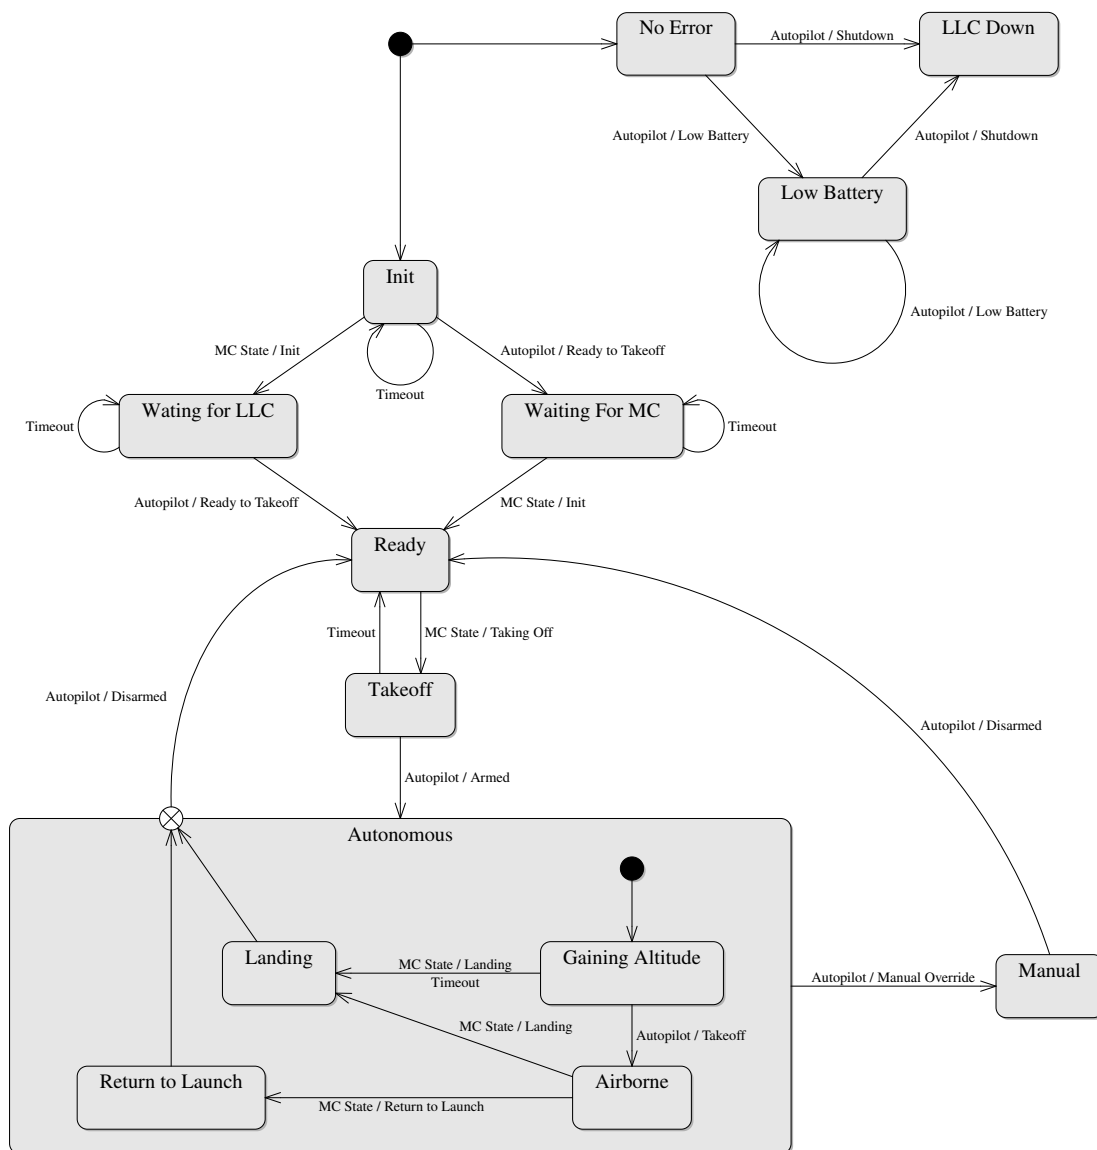 No Error
LLC Down
Autopilot / Shutdown
Autopilot / Low Battery
Autopilot / Shutdown
Low Battery
Autopilot / Low Battery
Init
MC State / Init
Autopilot / Ready to Takeoff
Timeout
Wating for LLC
Waiting For MC
Timeout
Timeout
Autopilot / Ready to Takeoff
MC State / Init
Ready
Timeout
MC State / Taking Off
Takeoff
Autopilot / Disarmed
Autopilot / Disarmed
Autopilot / Armed
Autonomous
Landing
MC State / Landing
Timeout
Gaining Altitude
Manual
Autopilot / Manual Override
MC State / Landing
Autopilot / Takeoff
Return to Launch
Airborne
MC State / Return to Launch